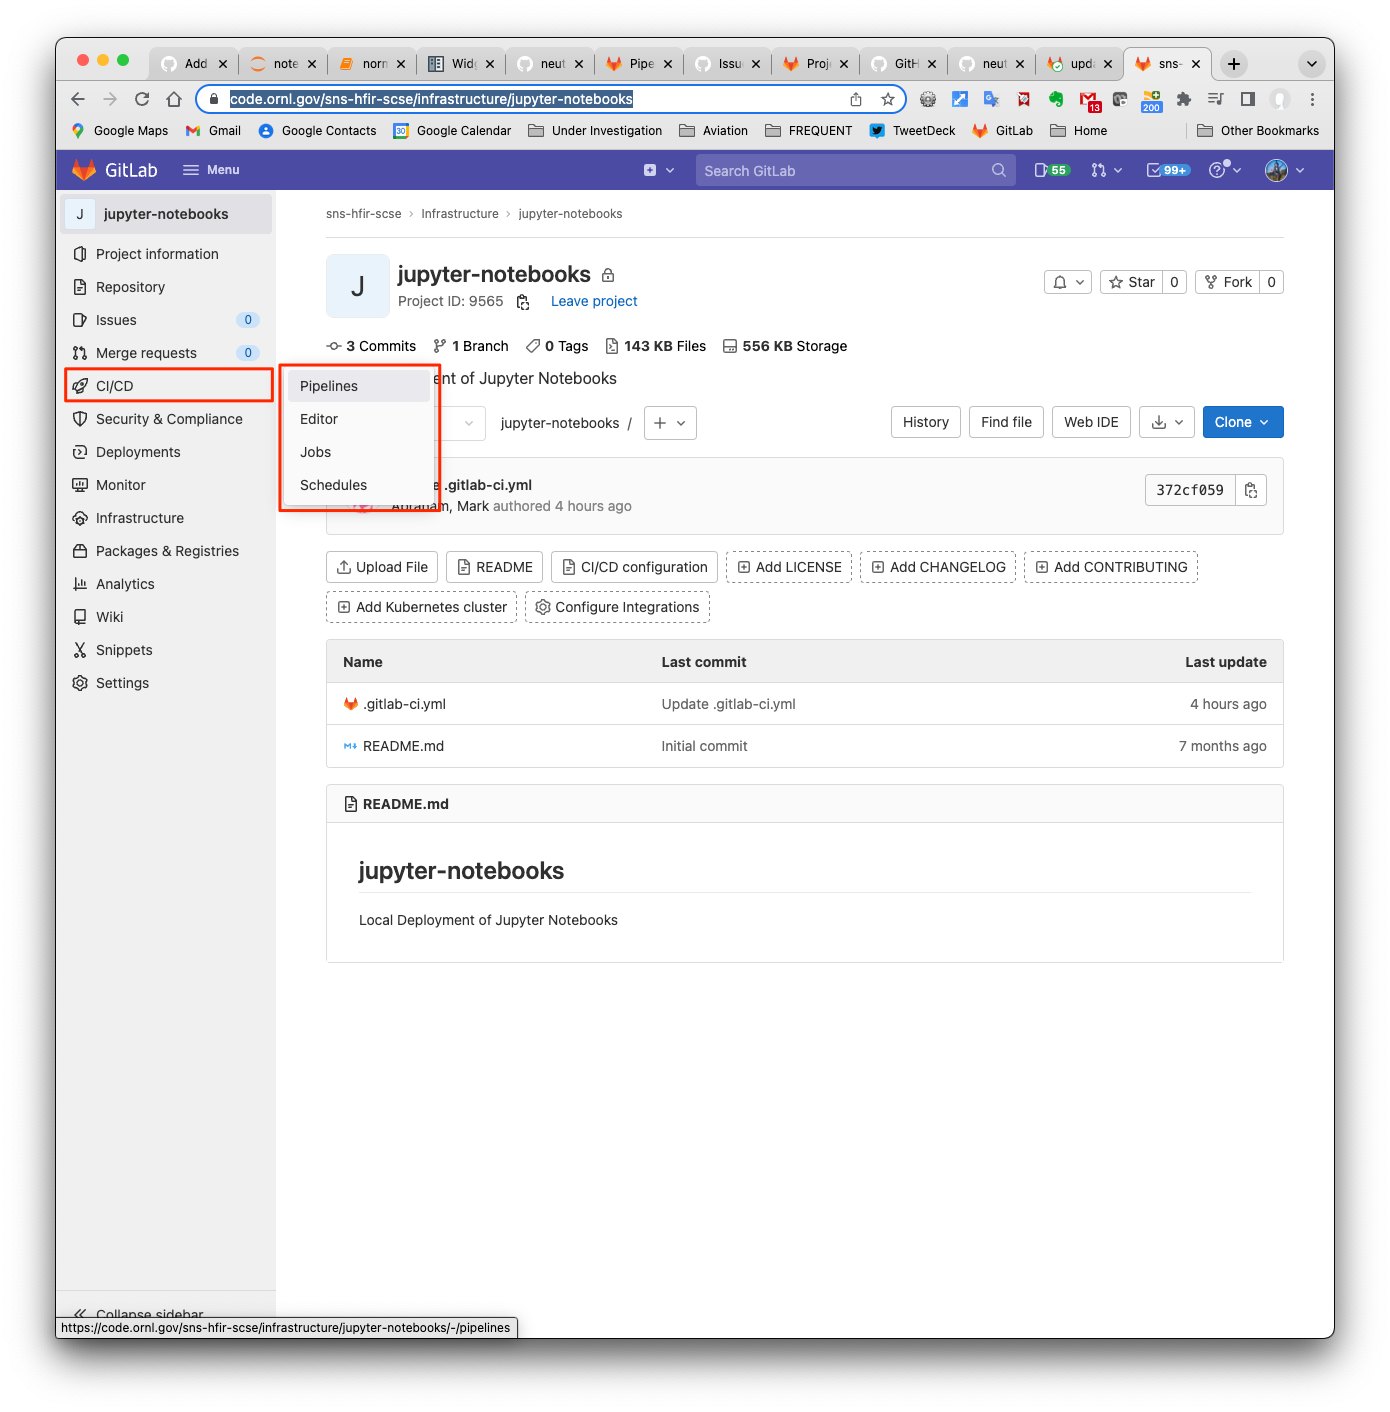 Add
note
norm
Widg
neut
Pipe
Issu
Proj
GitH
neut
upda
sns-
code.ornl.gov/sns-hfir-scse/infrastructure/jupyter-notebooks
13
200
Google Maps
Gmail
Google Contacts
30
Google Calendar
Under Investigation
Aviation
FREQUENT
TweetDeck
GitLab
Home
Other Bookmarks
GitLab
Menu
Search GitLab
55
99+
J jupyter-notebooks
Project information
Repository
Issues 0
Merge requests 0
CI/CD
Security & Compliance
Deployments
Monitor
Infrastructure
Packages & Registries
Analytics
Wiki
Snippets
Settings
Collapse sidebar
Pipelines
Editor
Jobs
Schedules
sns-hfir-scse › Infrastructure › jupyter-notebooks
J
jupyter-notebooks
Project ID: 9565
Leave project
Star 0
Fork 0
3 Commits 1 Branch 0 Tags 143 KB Files 556 KB Storage
of Jupyter Notebooks
jupyter-notebooks / +
History
Find file
Web IDE
Clone
.gitlab-ci.yml
Abraham, Mark authored 4 hours ago
372cf059
Upload File
README
CI/CD configuration
Add LICENSE
Add CHANGELOG
Add CONTRIBUTING
Add Kubernetes cluster
Configure Integrations
Name Last commit Last update
.gitlab-ci.yml Update .gitlab-ci.yml 4 hours ago
M↓ README.md Initial commit 7 months ago
README.md
jupyter-notebooks
Local Deployment of Jupyter Notebooks
https://code.ornl.gov/sns-hfir-scse/infrastructure/jupyter-notebooks/-/pipelines